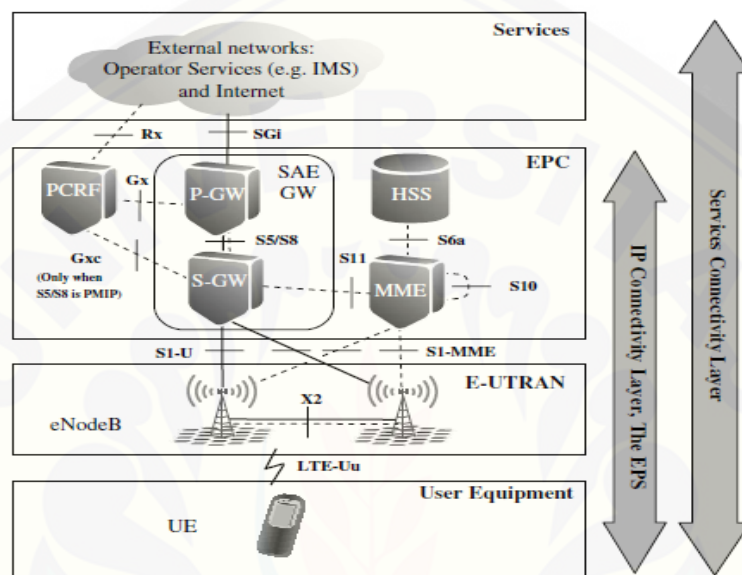 Services
External networks:
Operator Services (e.g. IMS)
and Internet
Rx
SGi
EPC
SAE
GW
PCRF
Gx
P-GW
HSS
S5/S8
S6a
Gxc
(Only when
S5/S8 is PMIP)
S-GW
S11
MME
S10
S1-U
S1-MME
E-UTRAN
X2
eNodeB
LTE-Uu
User Equipment
UE
IP Connectivity Layer, The EPS
Services Connectivity Layer